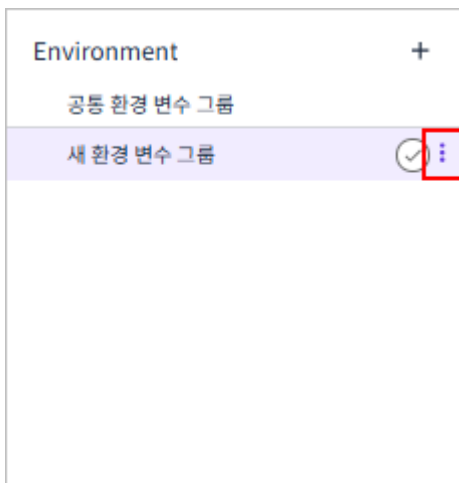 Environment +
공통 환경 변수 그룹
새 환경 변수 그룹